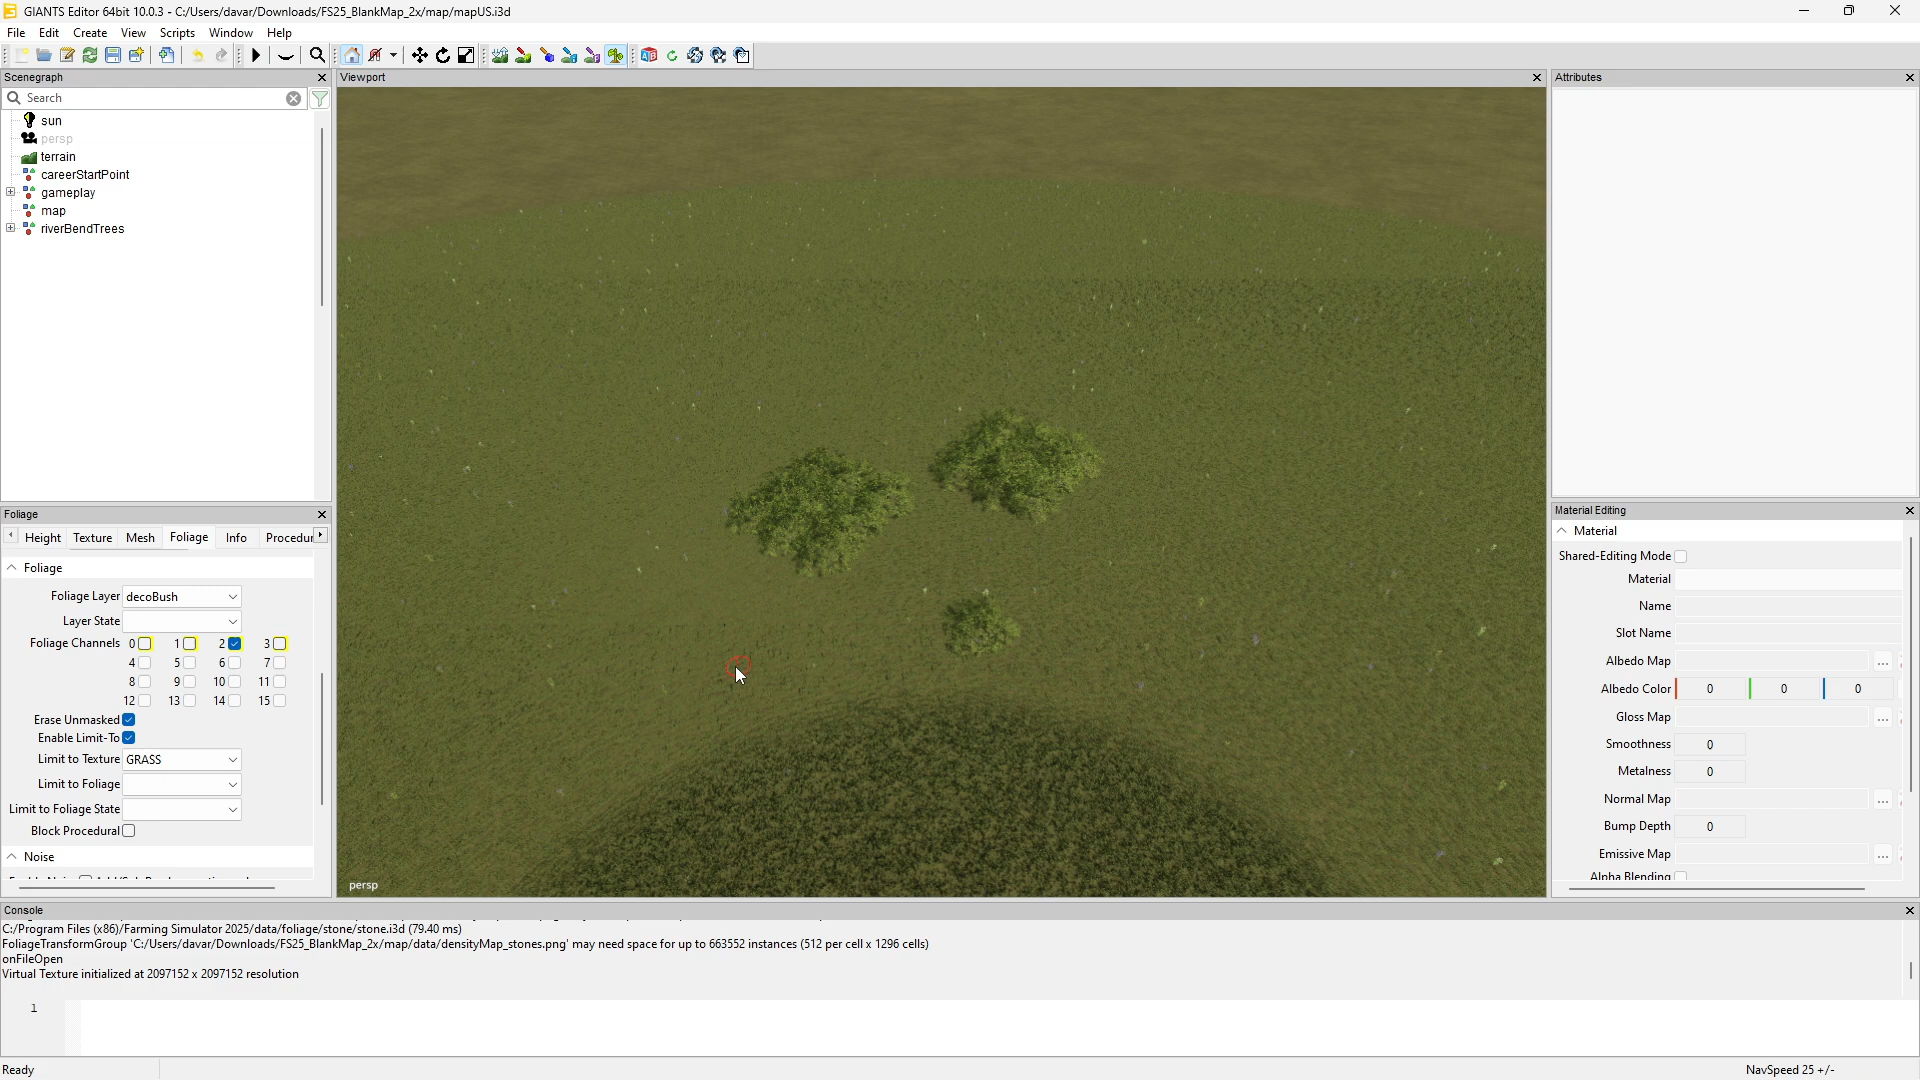 GIANTS Editor 64bit 10.0.3 - C:/Users/davar/Downloads/FS25_BlankMap_2x/map/mapUS.i3d
File Edit Create View Scripts Window Help
Scenegraph
Viewport
Attributes
Search
sun
persp
terrain
careerStartPoint
gameplay
map
riverBendTrees
Foliage
Height Texture Mesh Foliage Info Procedur
Foliage
Foliage Layer decoBush
Layer State
Foliage Channels 0 1 2 3
4 5 6 7
8 9 10 11
12 13 14 15
Erase Unmasked
Enable Limit-To
Limit to Texture GRASS
Limit to Foliage
Limit to Foliage State
Block Procedural
Noise
persp
Material Editing
Material
Shared-Editing Mode
Material
Name
Slot Name
Albedo Map ...
Albedo Color 0 0 0
Gloss Map ...
Smoothness 0
Metalness 0
Normal Map ...
Bump Depth 0
Emissive Map ...
Alpha Blending
Console
C:/Program Files (x86)/Farming Simulator 2025/data/foliage/stone/stone.i3d (79.40 ms)
FoliageTransformGroup 'C:/Users/davar/Downloads/FS25_BlankMap_2x/map/data/densityMap_stones.png' may need space for up to 663552 instances (512 per cell x 1296 cells)
onFileOpen
Virtual Texture initialized at 2097152 x 2097152 resolution
1
Ready
NavSpeed 25 +/-